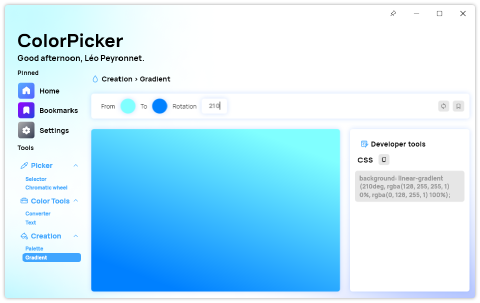 ColorPicker
Good afternoon, Léo Peyronnet.
Pinned
Home
Bookmarks
Settings
Tools
Picker
Selector
Chromatic wheel
Color Tools
Converter
Text
Creation
Palette
Gradient
Creation › Gradient
From
To
Rotation
210
Developer tools
CSS
background: linear-gradient
(210deg, rgba(128, 255, 255, 1)
0%, rgba(0, 128, 255, 1) 100%);